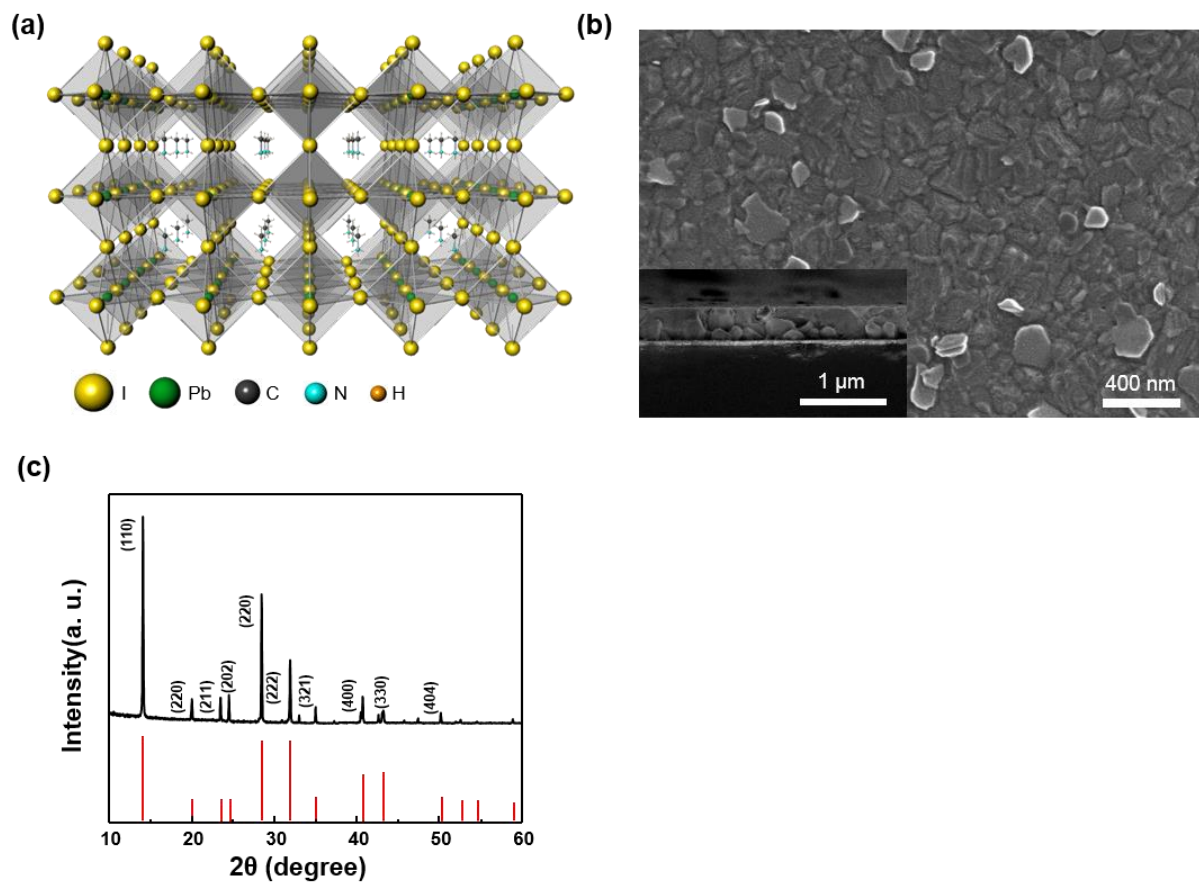 (a)
I Pb C N H
(b)
1 μm
400 nm
(c)
Intensity(a. u.)
(110)
(220)
(211)
(202)
(220)
(222)
(321)
(400)
(330)
(404)
10 20 30 40 50 60
2θ (degree)